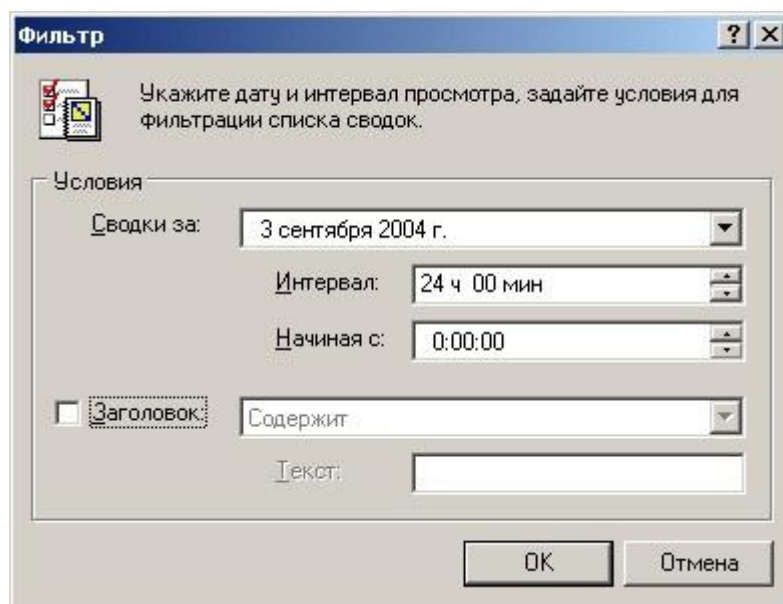 Фильтр
Укажите дату и интервал просмотра, задайте условия для
фильтрации списка сводок.
Условия
Сводки за: 3 сентября 2004 г.
Интервал: 24 ч 00 мин
Начиная с: 0:00:00
Заголовок: Содержит
Текст:
OK Отмена